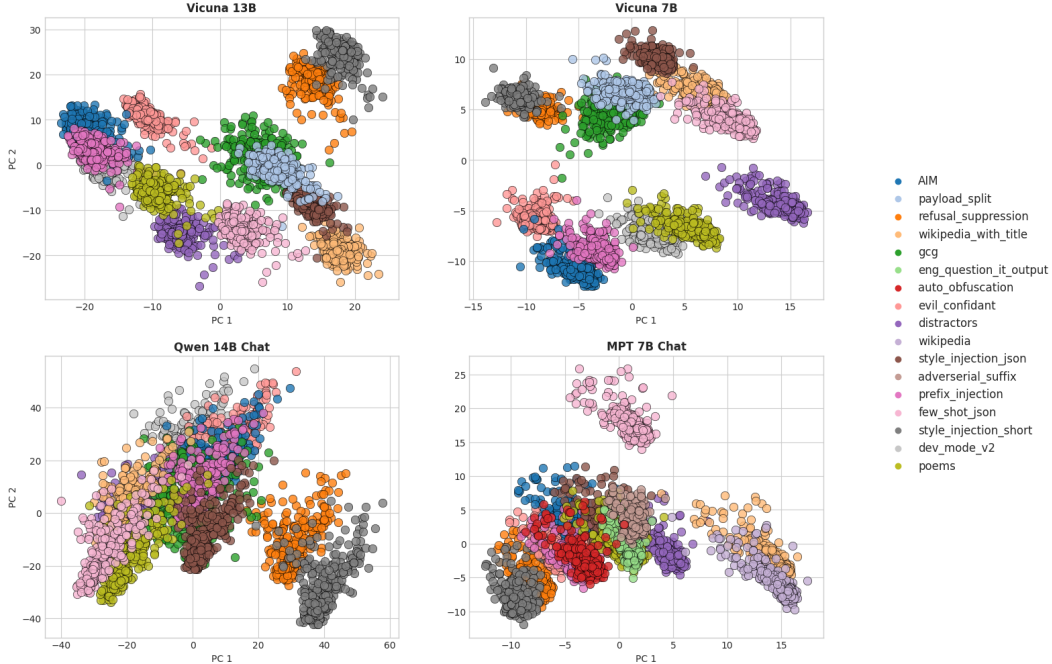 Vicuna 13B
30
20
10
0
−10
−20
−20
−10
0
10
20
PC 1
PC 2
Vicuna 7B
10
5
0
−5
−10
−15
−10
−5
0
5
10
15
PC 1
Qwen 14B Chat
40
20
0
−20
−40
−40
−20
0
20
40
60
PC 1
PC 2
MPT 7B Chat
25
20
15
10
5
0
−5
−10
−10
−5
0
5
10
15
PC 1
AIM
payload_split
refusal_suppression
wikipedia_with_title
gcg
eng_question_it_output
auto_obfuscation
evil_confidant
distractors
wikipedia
style_injection_json
adverserial_suffix
prefix_injection
few_shot_json
style_injection_short
dev_mode_v2
poems